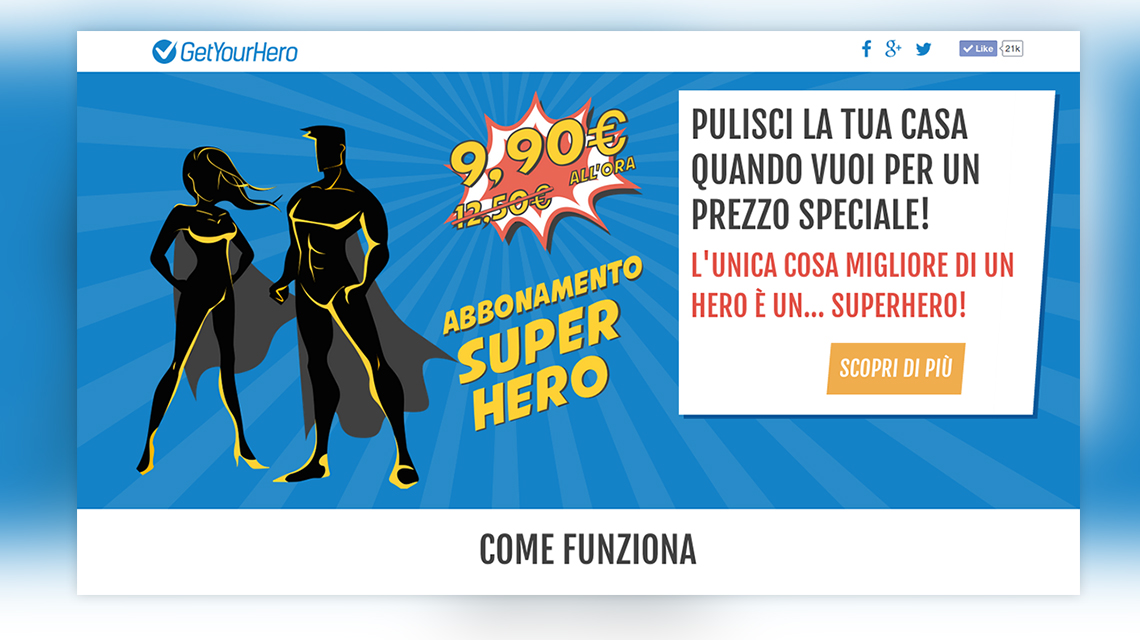 GetYourHero
Like
21k
9,90€
ALL'ORA
12,50€
ABBONAMENTO
SUPER
HERO
PULISCI LA TUA CASA
QUANDO VUOI PER UN
PREZZO SPECIALE!
L'UNICA COSA MIGLIORE DI UN
HERO È UN... SUPERHERO!
SCOPRI DI PIÙ
COME FUNZIONA